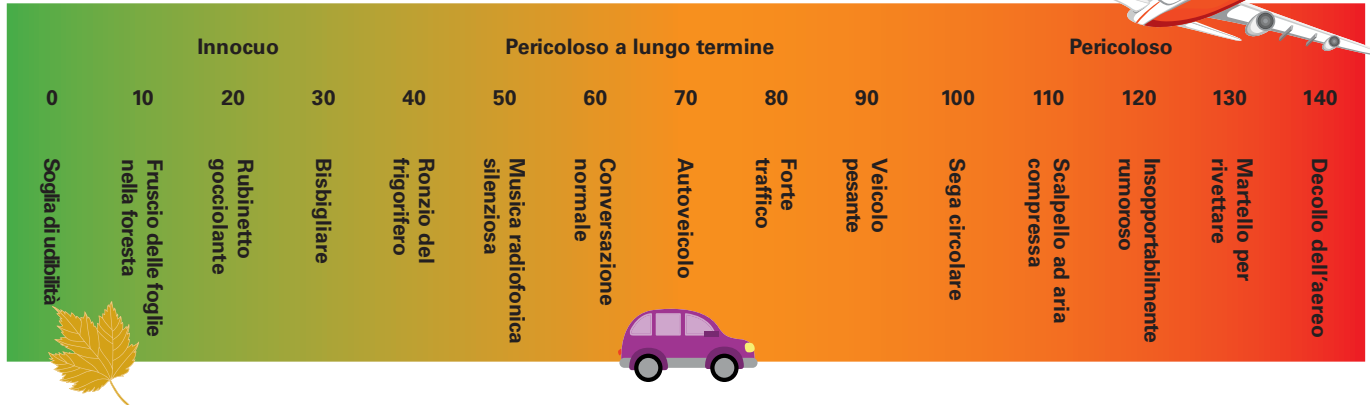 Innocuo
Pericoloso a lungo termine
Pericoloso
0
10
20
30
40
50
60
70
80
90
100
110
120
130
140
Soglia di udibilità
Fruscio delle foglie
nella foresta
Rubinetto
gocciolante
Bisbigliare
Ronzio del
frigorifero
Musica radiofonica
silenziosa
Conversazione
normale
Autoveicolo
Forte
traffico
Veicolo
pesante
Sega circolare
Scalpello ad aria
compressa
Insopportabilmente
rumoroso
Martello per
rivettare
Decollo dell'aereo